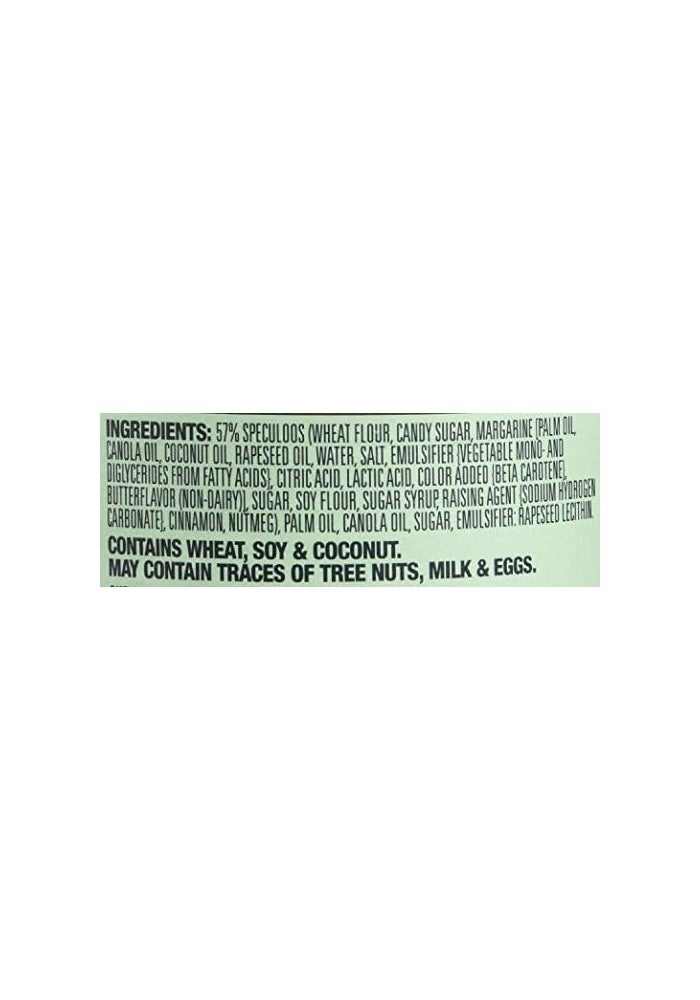 INGREDIENTS: 57% SPECULOOS (WHEAT FLOUR, CANDY SUGAR, MARGARINE [PALM OIL,
CANOLA OIL, COCONUT OIL, RAPESEED OIL, WATER, SALT, EMULSIFIER {VEGETABLE MONO- AND
DIGLYCERIDES FROM FATTY ACIDS}, CITRIC ACID, LACTIC ACID, COLOR ADDED {BETA CAROTENE},
BUTTERFLAVOR (NON-DAIRY)], SUGAR, SOY FLOUR, SUGAR SYRUP, RAISING AGENT {SODIUM HYDROGEN
CARBONATE}, CINNAMON, NUTMEG), PALM OIL, CANOLA OIL, SUGAR, EMULSIFIER: RAPESEED LECITHIN.
CONTAINS WHEAT, SOY & COCONUT.
MAY CONTAIN TRACES OF TREE NUTS, MILK & EGGS.